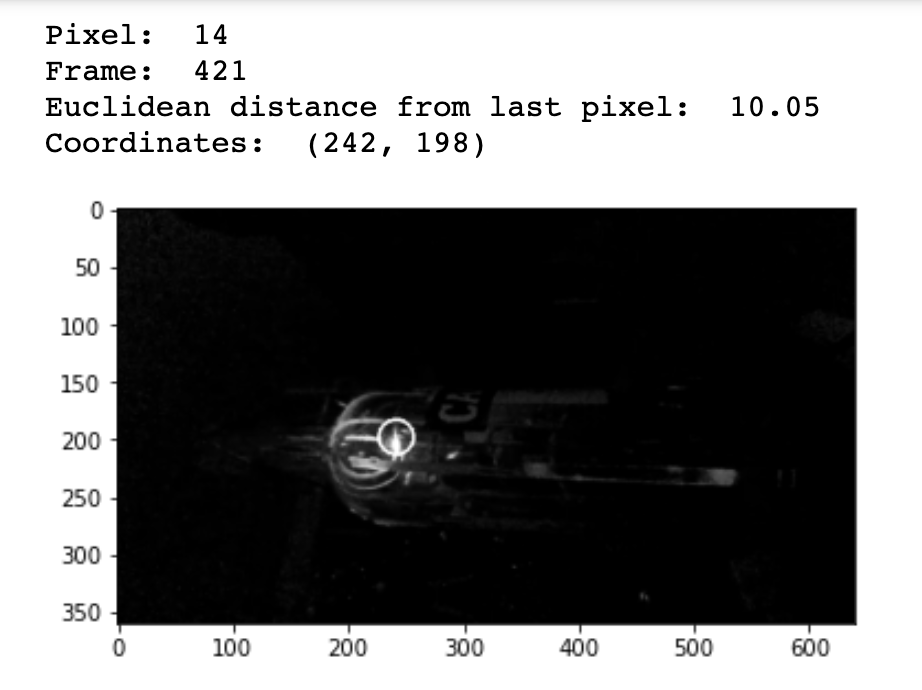 Pixel: 14
Frame: 421
Euclidean distance from last pixel: 10.05
Coordinates: (242, 198)
0
50
100
150
200
250
300
350
0 100 200 300 400 500 600